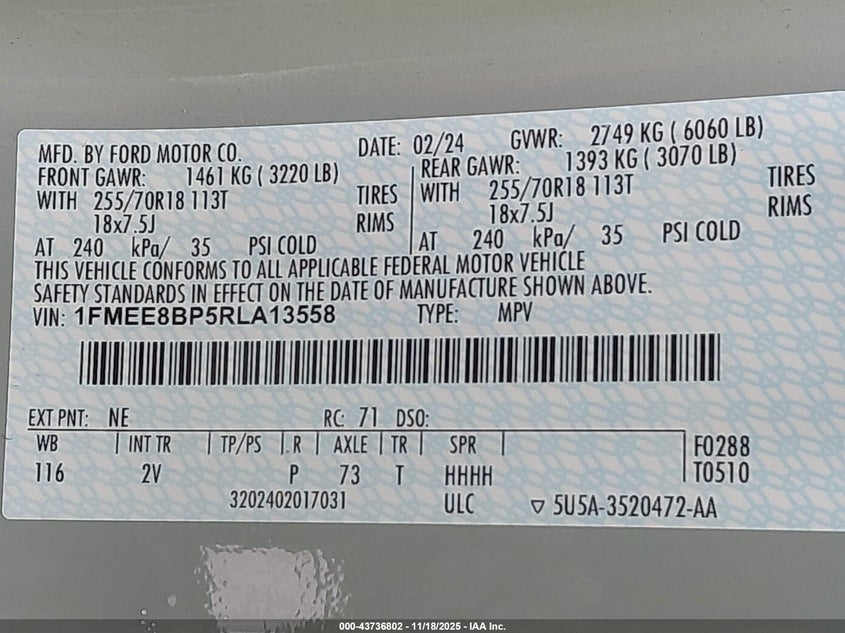 MFD. BY FORD MOTOR CO. DATE: 02/24 GVWR: 2749 KG ( 6060 LB)
FRONT GAWR: 1461 KG ( 3220 LB) REAR GAWR: 1393 KG ( 3070 LB)
WITH 255/70R18 113T TIRES WITH 255/70R18 113T TIRES
18x7.5J RIMS 18x7.5J RIMS
AT 240 kPa/ 35 PSI COLD AT 240 kPa/ 35 PSI COLD
THIS VEHICLE CONFORMS TO ALL APPLICABLE FEDERAL MOTOR VEHICLE
SAFETY STANDARDS IN EFFECT ON THE DATE OF MANUFACTURE SHOWN ABOVE.
VIN: 1FMEE8BP5RLA13558 TYPE: MPV
EXT PNT: NE RC: 71 DSO:
WB INT TR TP/PS R AXLE TR SPR F0288
116 2V P 73 T HHHH T0510
3202402017031 ULC ▽ 5U5A-3520472-AA
000-43736802 - 11/18/2025 - IAA Inc.